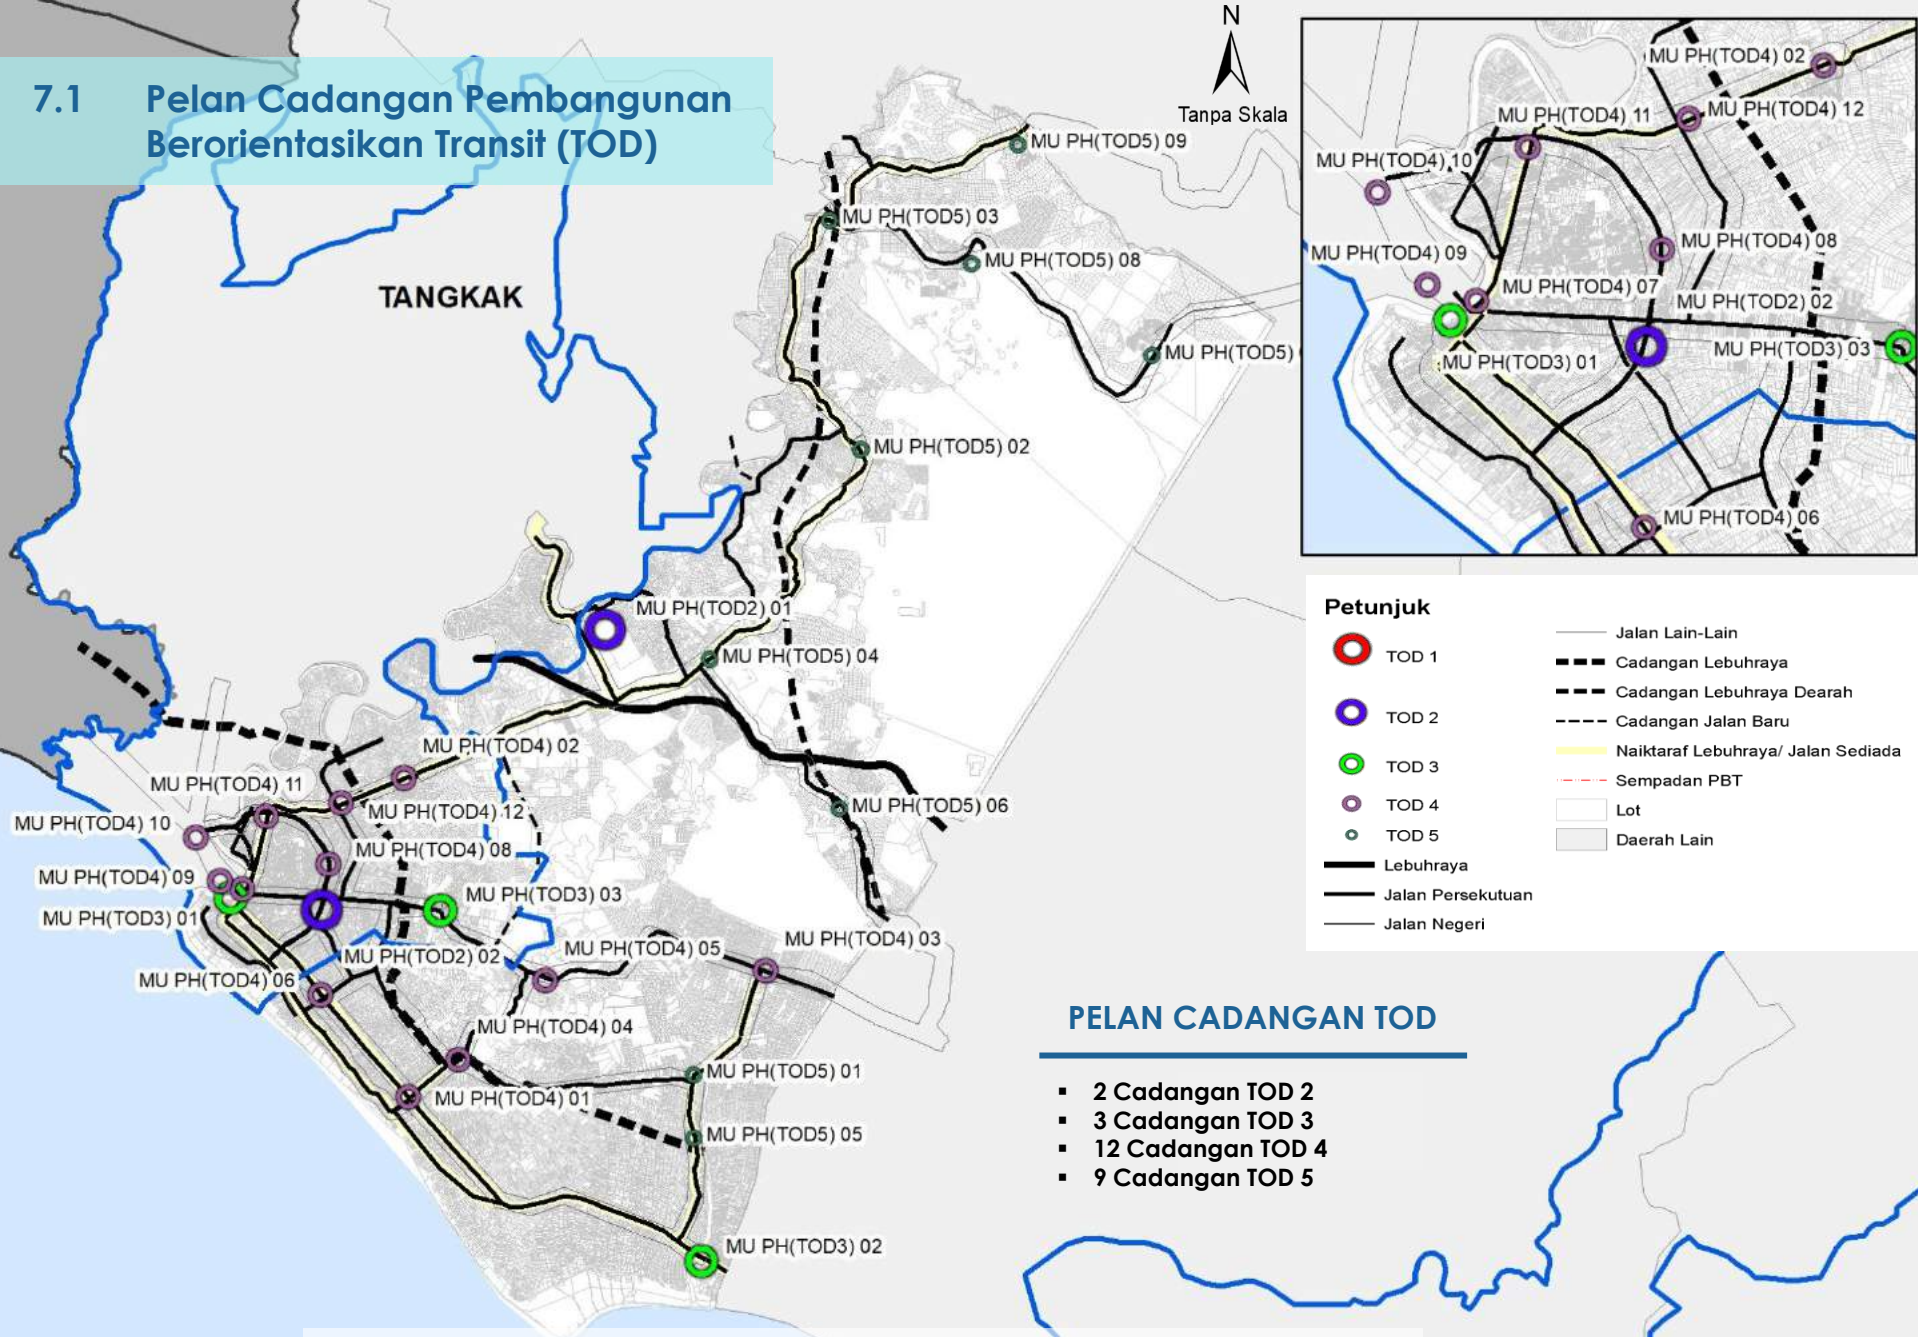 7.1 Pelan Cadangan Pembangunan
Berorientasikan Transit (TOD)
N
Tanpa Skala
TANGKAK
MU PH(TOD5) 09
MU PH(TOD5) 03
MU PH(TOD5) 08
MU PH(TOD5)
MU PH(TOD5) 02
MU PH(TOD2) 01
MU PH(TOD5) 04
MU PH(TOD4) 02
MU PH(TOD4) 11
MU PH(TOD5) 06
MU PH(TOD4) 12
MU PH(TOD4) 10
MU PH(TOD4) 08
MU PH(TOD4) 09
MU PH(TOD3) 03
MU PH(TOD3) 01
MU PH(TOD4) 03
MU PH(TOD4) 05
MU PH(TOD2) 02
MU PH(TOD4) 06
MU PH(TOD4) 04
MU PH(TOD5) 01
MU PH(TOD4) 01
MU PH(TOD5) 05
MU PH(TOD3) 02
MU PH(TOD4) 02
MU PH(TOD4) 11
MU PH(TOD4) 12
MU PH(TOD4) 10
MU PH(TOD4) 08
MU PH(TOD4) 09
MU PH(TOD4) 07
MU PH(TOD2) 02
MU PH(TOD3) 03
MU PH(TOD3) 01
MU PH(TOD4) 06
Petunjuk
TOD 1
TOD 2
TOD 3
TOD 4
TOD 5
Lebuhraya
Jalan Persekutuan
Jalan Negeri
Jalan Lain-Lain
Cadangan Lebuhraya
Cadangan Lebuhraya Dearah
Cadangan Jalan Baru
Naiktaraf Lebuhraya/ Jalan Sediada
Sempadan PBT
Lot
Daerah Lain
PELAN CADANGAN TOD
▪ 2 Cadangan TOD 2
▪ 3 Cadangan TOD 3
▪ 12 Cadangan TOD 4
▪ 9 Cadangan TOD 5